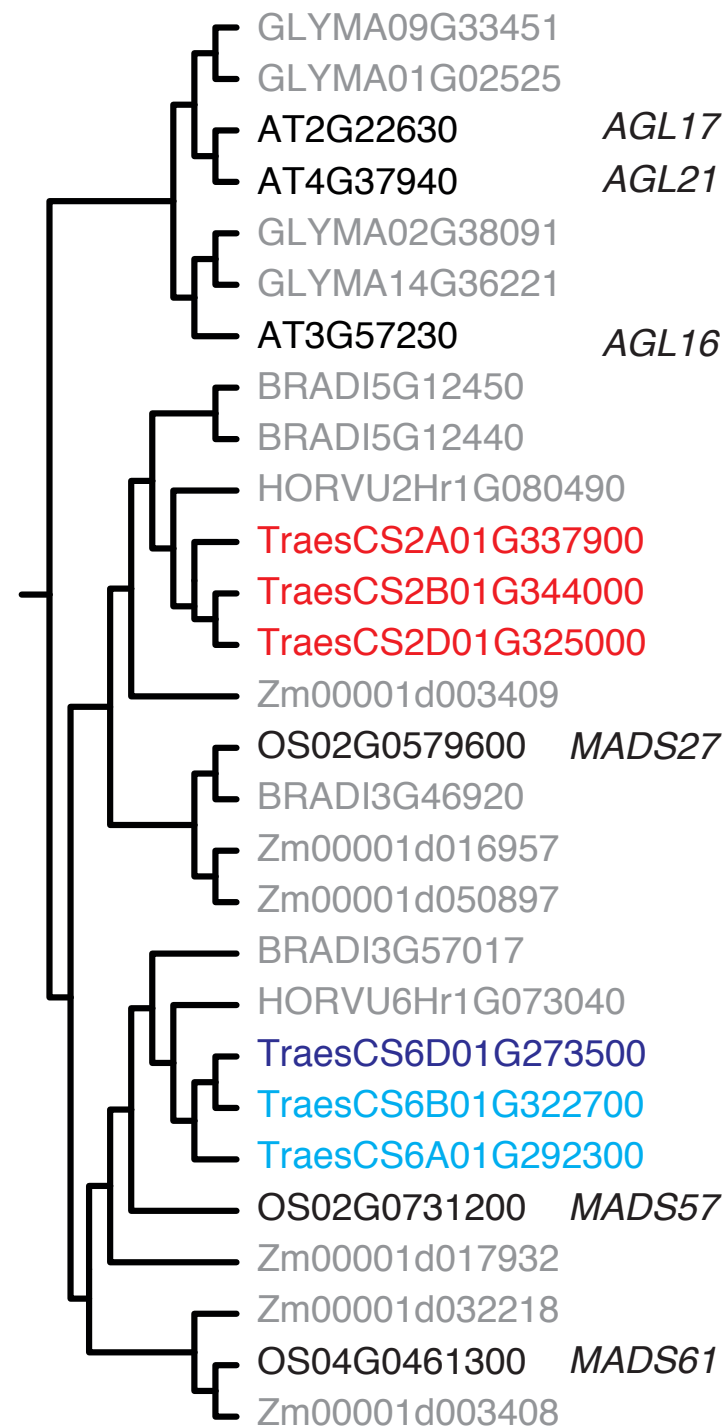 GLYMA09G33451
GLYMA01G02525
AT2G22630 AGL17
AT4G37940 AGL21
GLYMA02G38091
GLYMA14G36221
AT3G57230 AGL16
BRADI5G12450
BRADI5G12440
HORVU2Hr1G080490
TraesCS2A01G337900
TraesCS2B01G344000
TraesCS2D01G325000
Zm00001d003409
OS02G0579600 MADS27
BRADI3G46920
Zm00001d016957
Zm00001d050897
BRADI3G57017
HORVU6Hr1G073040
TraesCS6D01G273500
TraesCS6B01G322700
TraesCS6A01G292300
OS02G0731200 MADS57
Zm00001d017932
Zm00001d032218
OS04G0461300 MADS61
Zm00001d003408